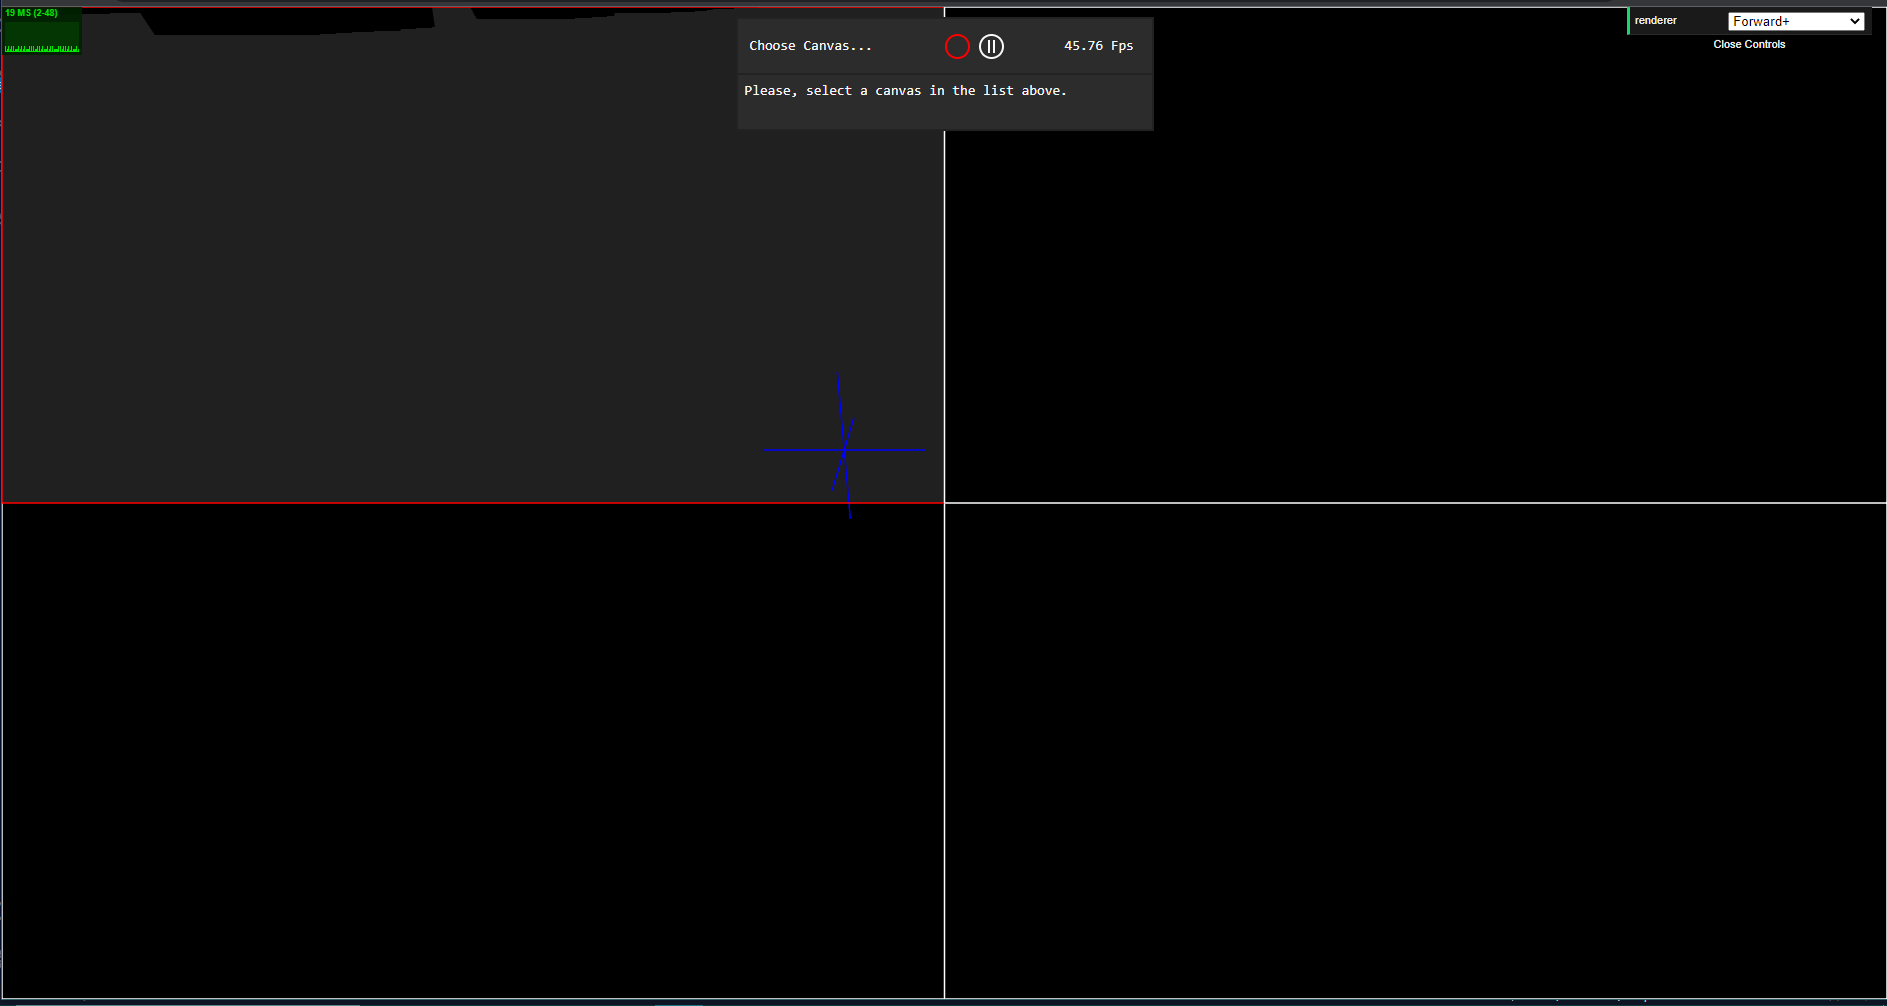 19 MS (2-48)
Choose Canvas...
45.76 Fps
Please, select a canvas in the list above.
renderer
Forward+
Close Controls